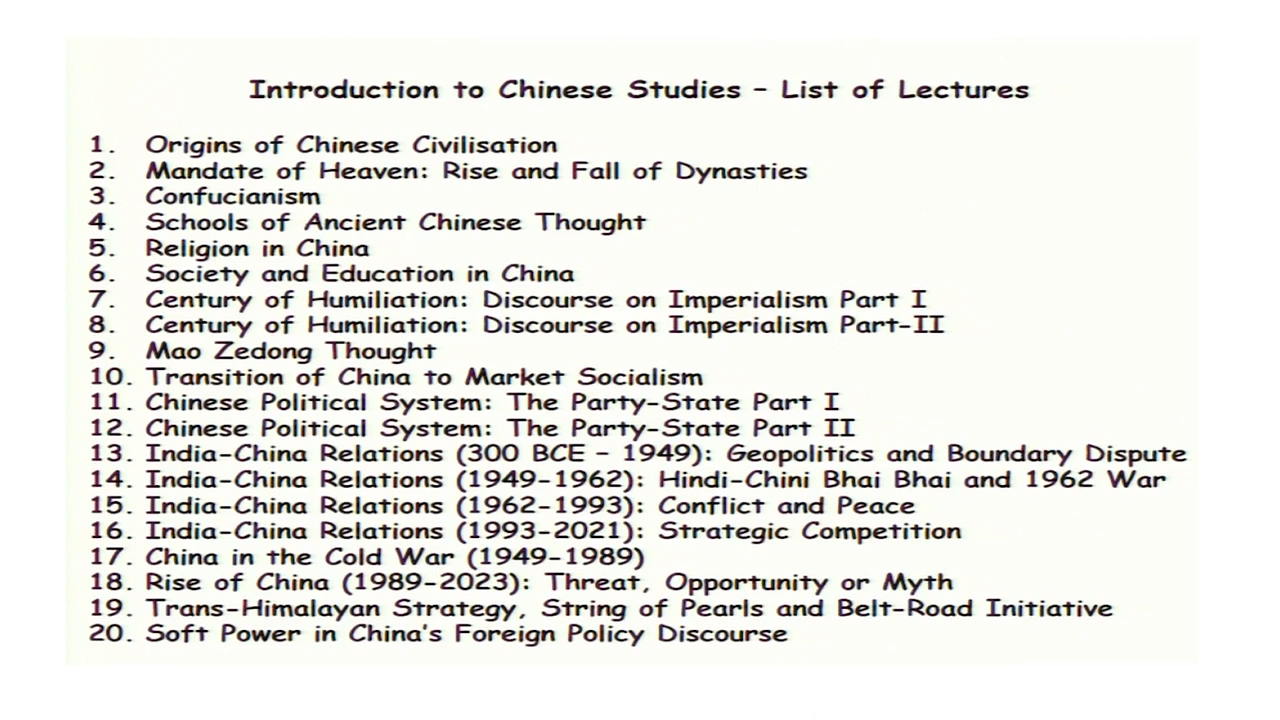 Introduction to Chinese Studies – List of Lectures
1. Origins of Chinese Civilisation
2. Mandate of Heaven: Rise and Fall of Dynasties
3. Confucianism
4. Schools of Ancient Chinese Thought
5. Religion in China
6. Society and Education in China
7. Century of Humiliation: Discourse on Imperialism Part I
8. Century of Humiliation: Discourse on Imperialism Part-II
9. Mao Zedong Thought
10. Transition of China to Market Socialism
11. Chinese Political System: The Party-State Part I
12. Chinese Political System: The Party-State Part II
13. India-China Relations (300 BCE – 1949): Geopolitics and Boundary Dispute
14. India-China Relations (1949-1962): Hindi-Chini Bhai Bhai and 1962 War
15. India-China Relations (1962-1993): Conflict and Peace
16. India-China Relations (1993-2021): Strategic Competition
17. China in the Cold War (1949-1989)
18. Rise of China (1989-2023): Threat, Opportunity or Myth
19. Trans-Himalayan Strategy, String of Pearls and Belt-Road Initiative
20. Soft Power in China's Foreign Policy Discourse